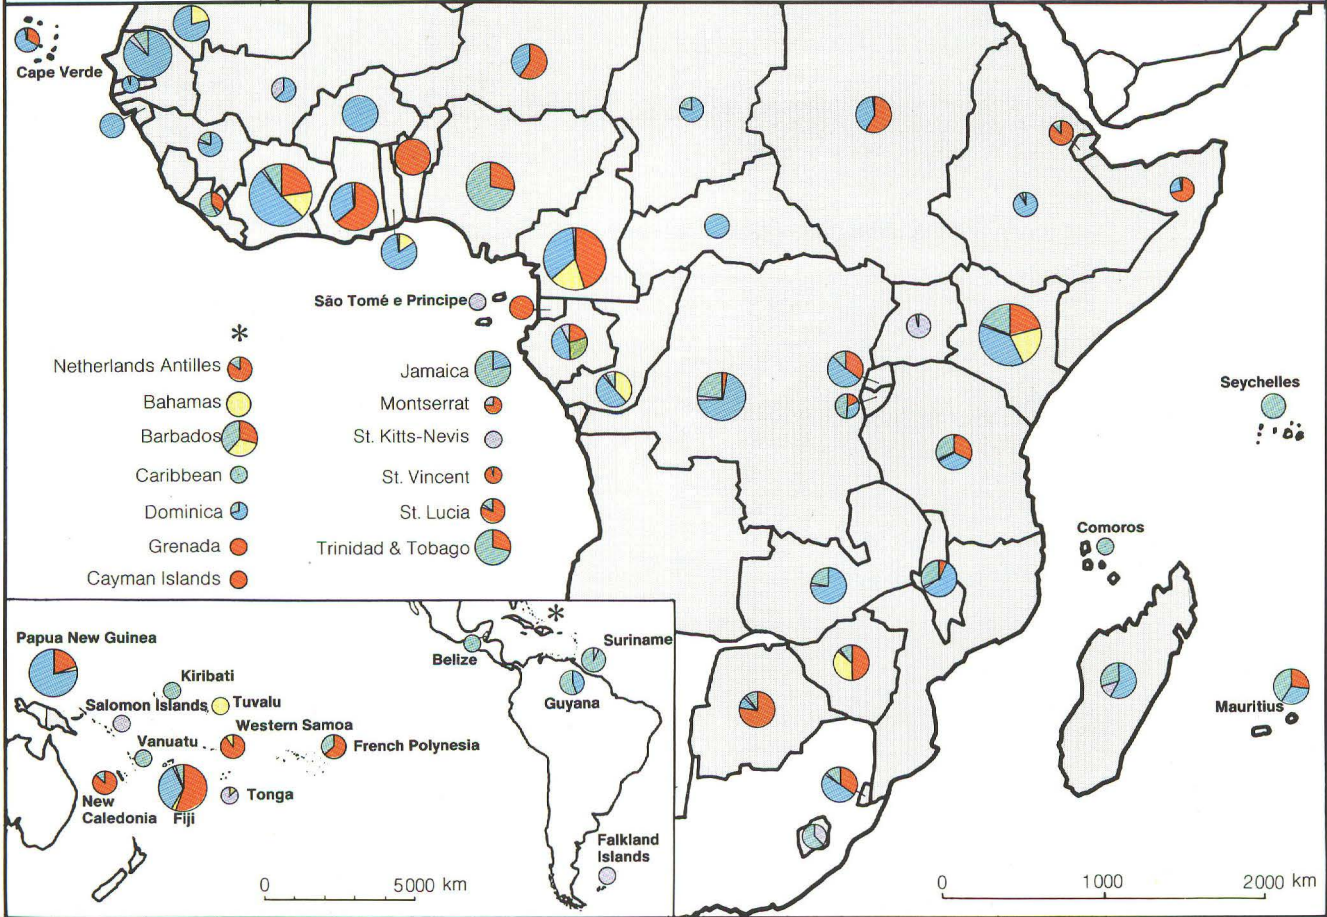 Cape Verde
São Tomé e Principe
*
Netherlands Antilles
Bahamas
Barbados
Caribbean
Dominica
Grenada
Cayman Islands
Jamaica
Montserrat
St. Kitts-Nevis
St. Vincent
St. Lucia
Trinidad & Tobago
Seychelles
Comoros
Mauritius
Papua New Guinea
Kiribati
Salomon Islands
Tuvalu
Western Samoa
Vanuatu
French Polynesia
New
Caledonia
Fiji
Tonga
*
Belize
Suriname
Guyana
Falkland
Islands
0 5000 km
0 1000 2000 km